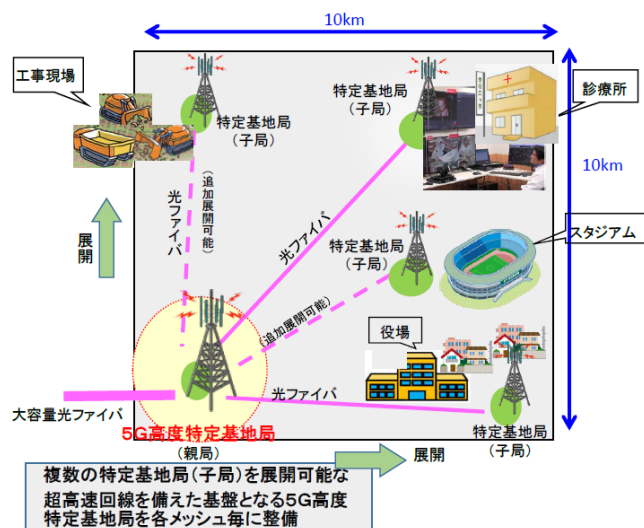 10km
工事現場
特定基地局
(子局)
特定基地局
(子局)
診療所
10km
光ファイバ
(追加展開可能)
光ファイバ
展開
スタジアム
特定基地局
(子局)
(追加展開可能)
役場
光ファイバ
大容量光ファイバ
5G高度特定基地局
(親局)
特定基地局
(子局)
展開
複数の特定基地局(子局)を展開可能な
超高速回線を備えた基盤となる5G高度
特定基地局を各メッシュ毎に整備